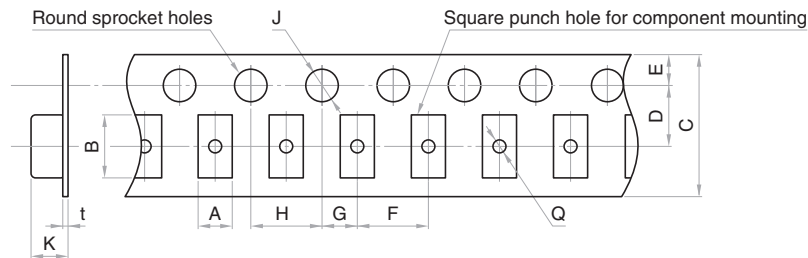 Round sprocket holes
J
Square punch hole for component mounting
E
D
C
B
A
H
G
F
Q
t
K